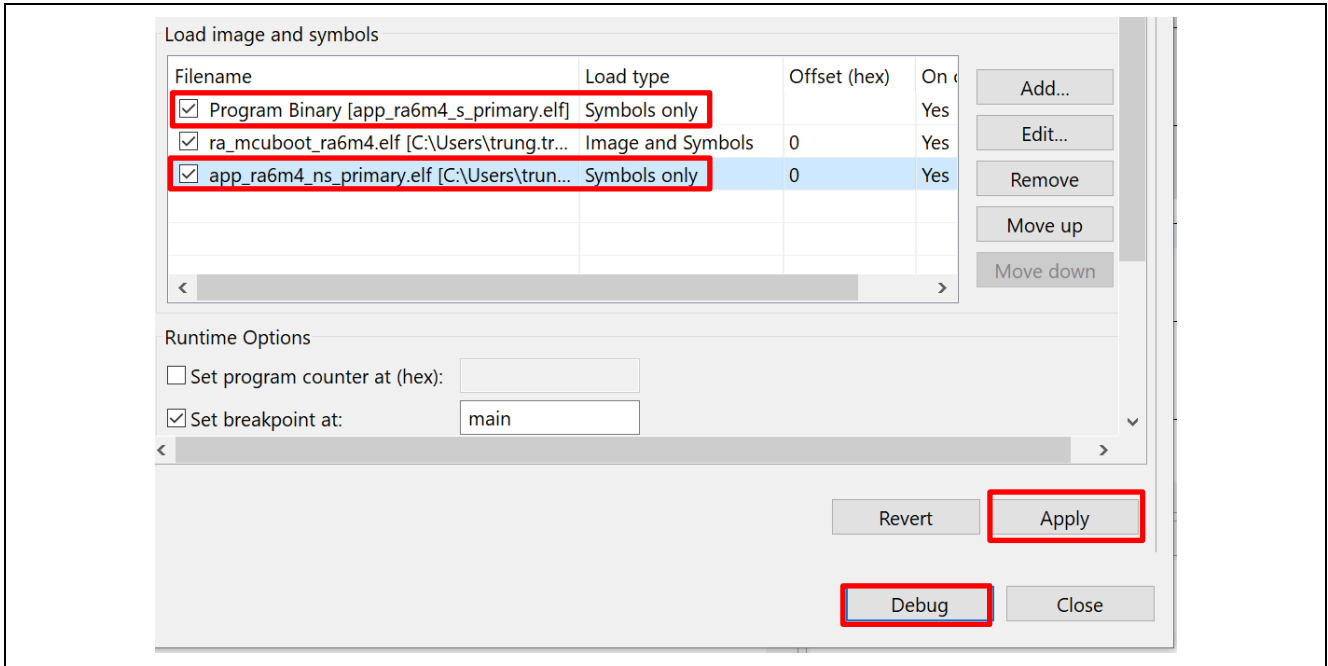 Load image and symbols
Filename Load type Offset (hex) On
Add...
Program Binary [app_ra6m4_s_primary.elf] Symbols only Yes
ra_mcuboot_ra6m4.elf [C:\Users\trung.tr... Image and Symbols 0 Yes
Edit...
app_ra6m4_ns_primary.elf [C:\Users\trun... Symbols only 0 Yes
Remove
Move up
Move down
Runtime Options
Set program counter at (hex):
Set breakpoint at: main
Revert Apply
Debug Close